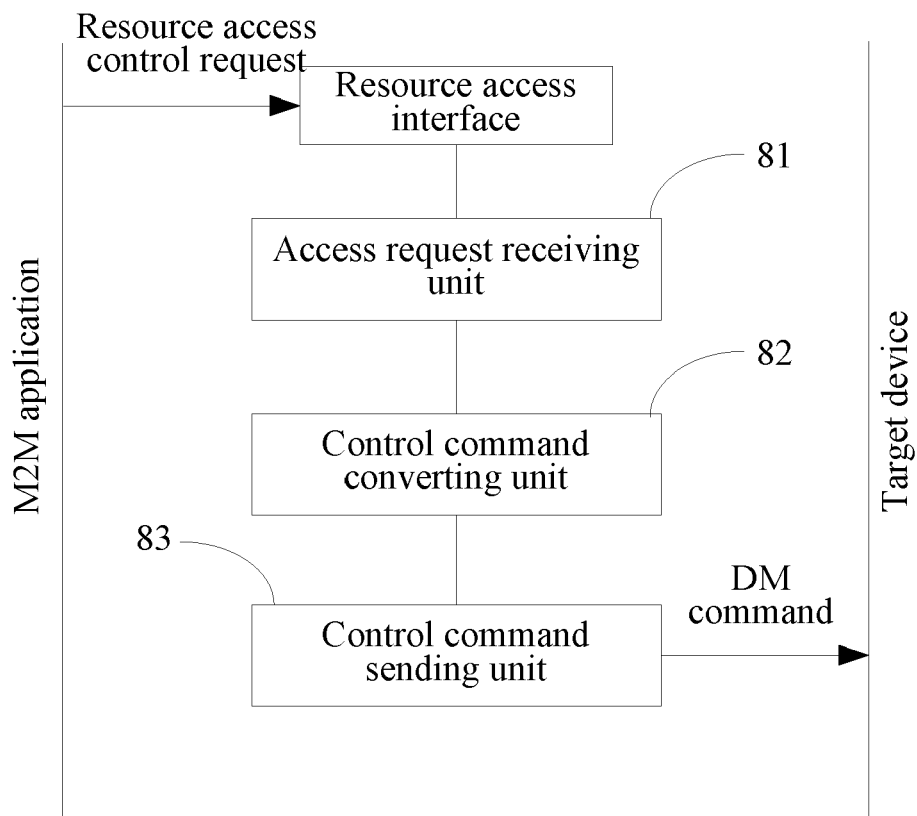 Resource access
control request
Resource access
interface
81
Access request receiving
unit
M2M application
Target device
82
Control command
converting unit
83
DM
command
Control command
sending unit